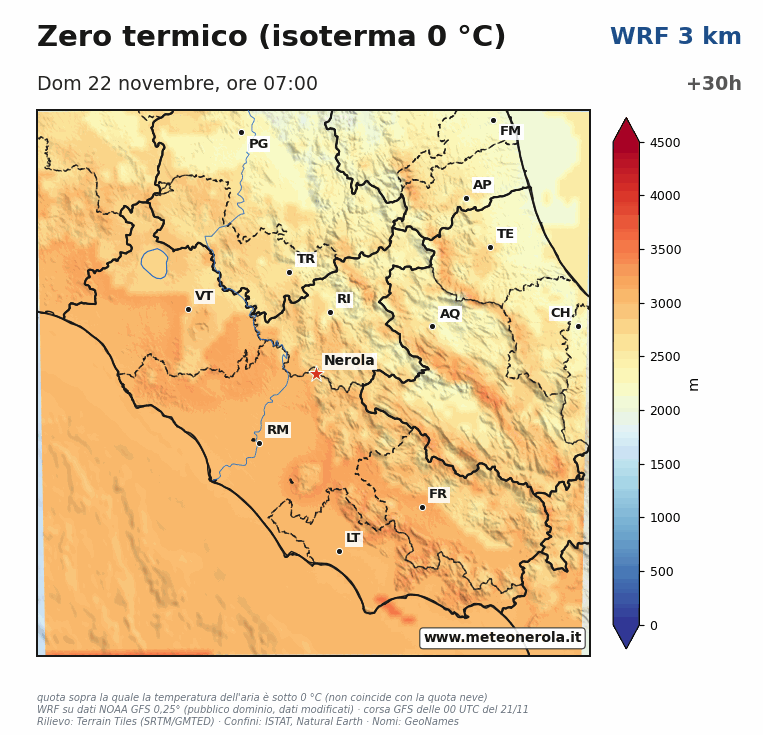 Zero termico (isoterma 0 °C)
WRF 3 km
Dom 22 novembre, ore 07:00
+30h
FM
PG
AP
TE
TR
VT
RI
AQ
CH
Nerola
RM
FR
LT
www.meteonerola.it
4500
4000
3500
3000
2500
2000
1500
1000
500
0
m
quota sopra la quale la temperatura dell'aria è sotto 0 °C (non coincide con la quota neve)
WRF su dati NOAA GFS 0,25° (pubblico dominio, dati modificati) · corsa GFS delle 00 UTC del 21/11
Rilievo: Terrain Tiles (SRTM/GMTED) · Confini: ISTAT, Natural Earth · Nomi: GeoNames